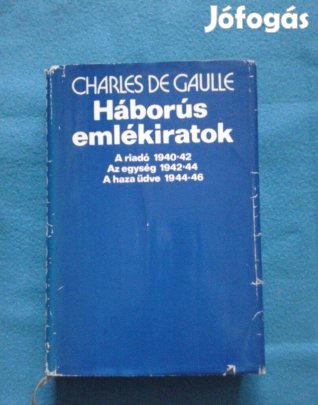 Jófogás
CHARLES DE GAULLE
Háborús
emlékiratok
A riadó 1940-42
Az egység 1942-44
A haza üdve 1944-46